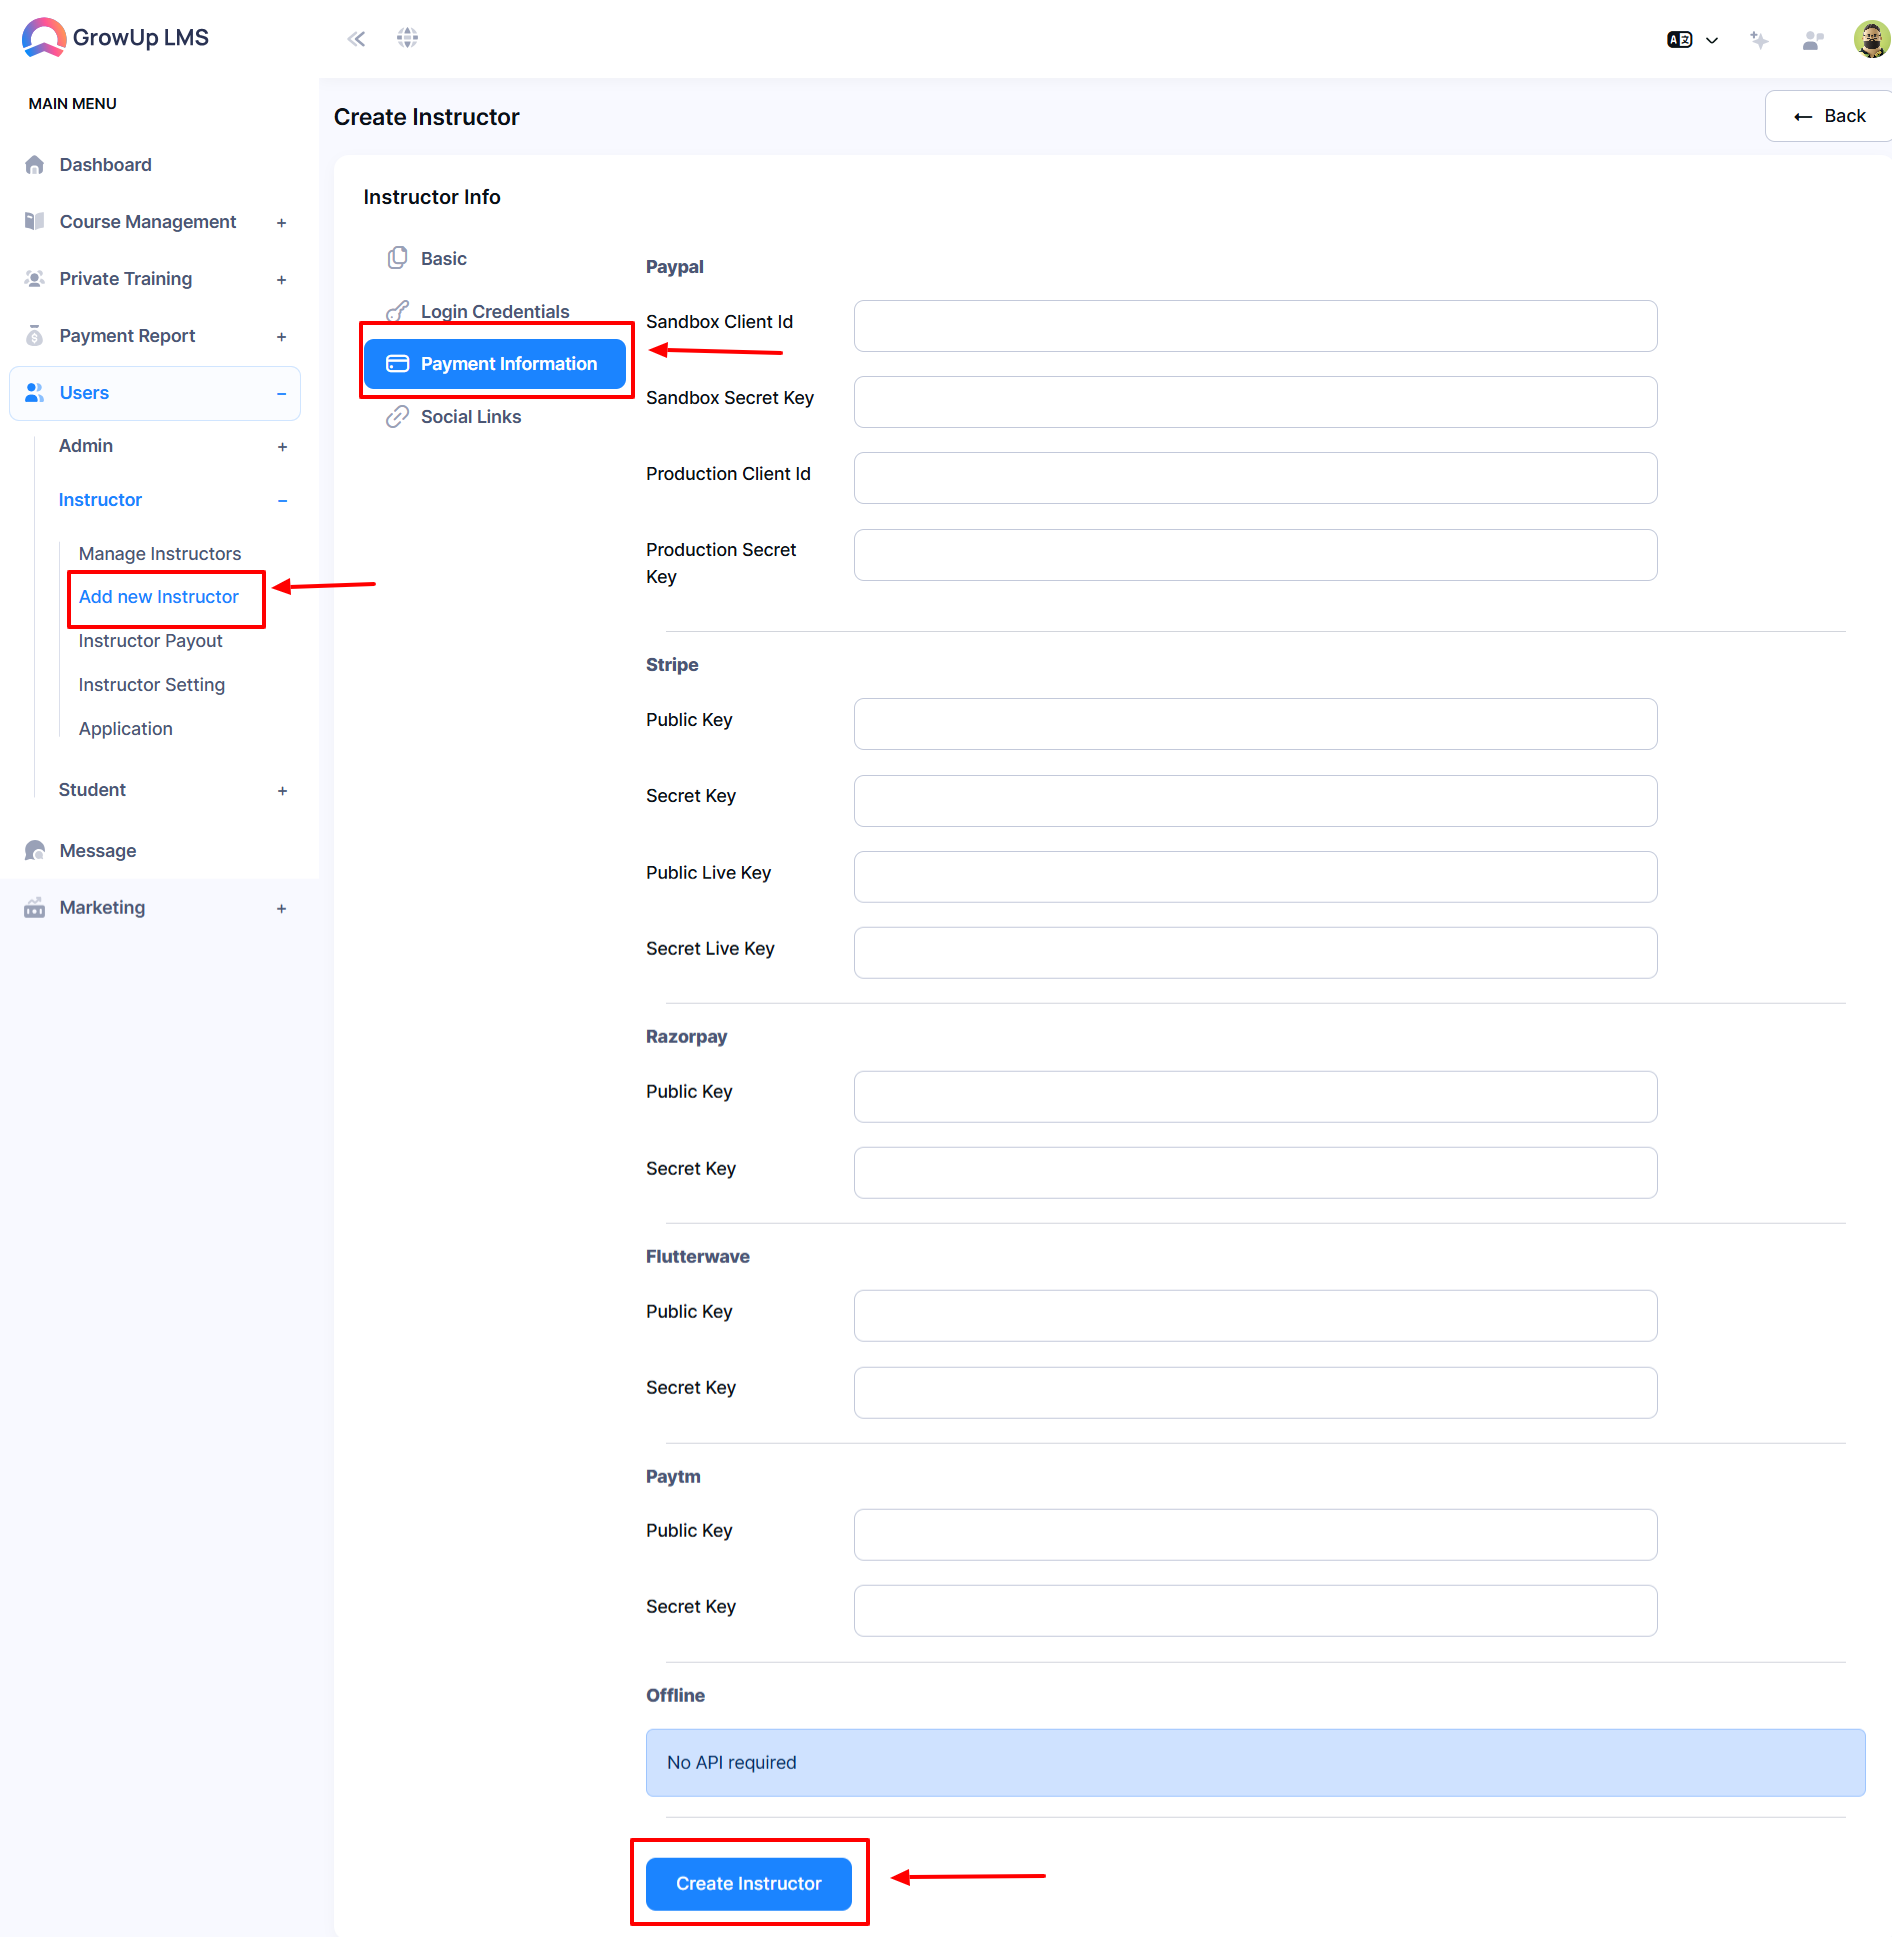 GrowUp LMS
MAIN MENU
Dashboard
Course Management +
Private Training +
Payment Report +
Users −
Admin +
Instructor −
Manage Instructors
Add new Instructor
Instructor Payout
Instructor Setting
Application
Student +
Message
Marketing +
Create Instructor
← Back
Instructor Info
Basic
Login Credentials
Payment Information
Social Links
Paypal
Sandbox Client Id
Sandbox Secret Key
Production Client Id
Production Secret
Key
Stripe
Public Key
Secret Key
Public Live Key
Secret Live Key
Razorpay
Public Key
Secret Key
Flutterwave
Public Key
Secret Key
Paytm
Public Key
Secret Key
Offline
No API required
Create Instructor